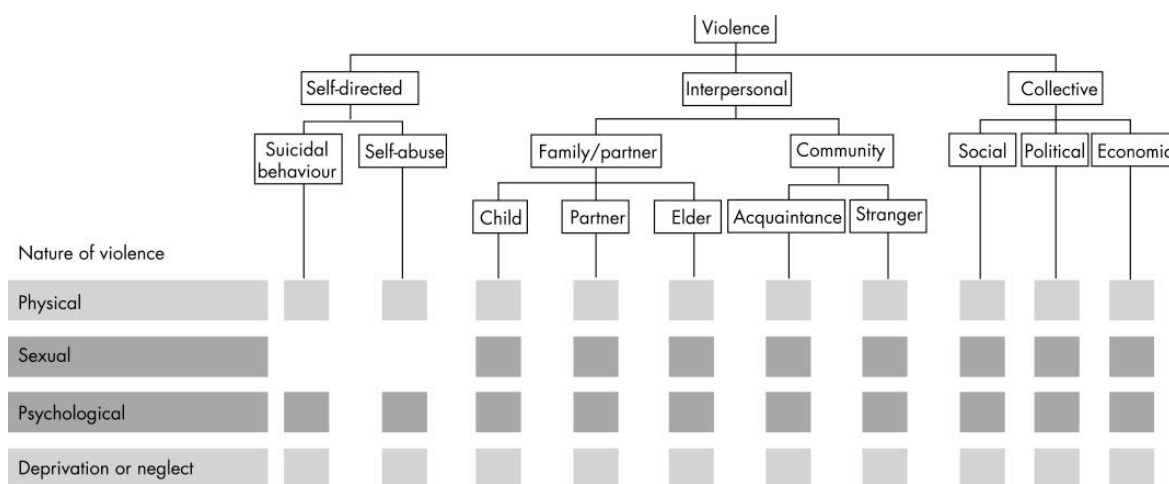 Violence
Self-directed
Interpersonal
Collective
Suicidal
behaviour
Self-abuse
Family/partner
Community
Social
Political
Economic
Child
Partner
Elder
Acquaintance
Stranger
Nature of violence
Physical
Sexual
Psychological
Deprivation or neglect